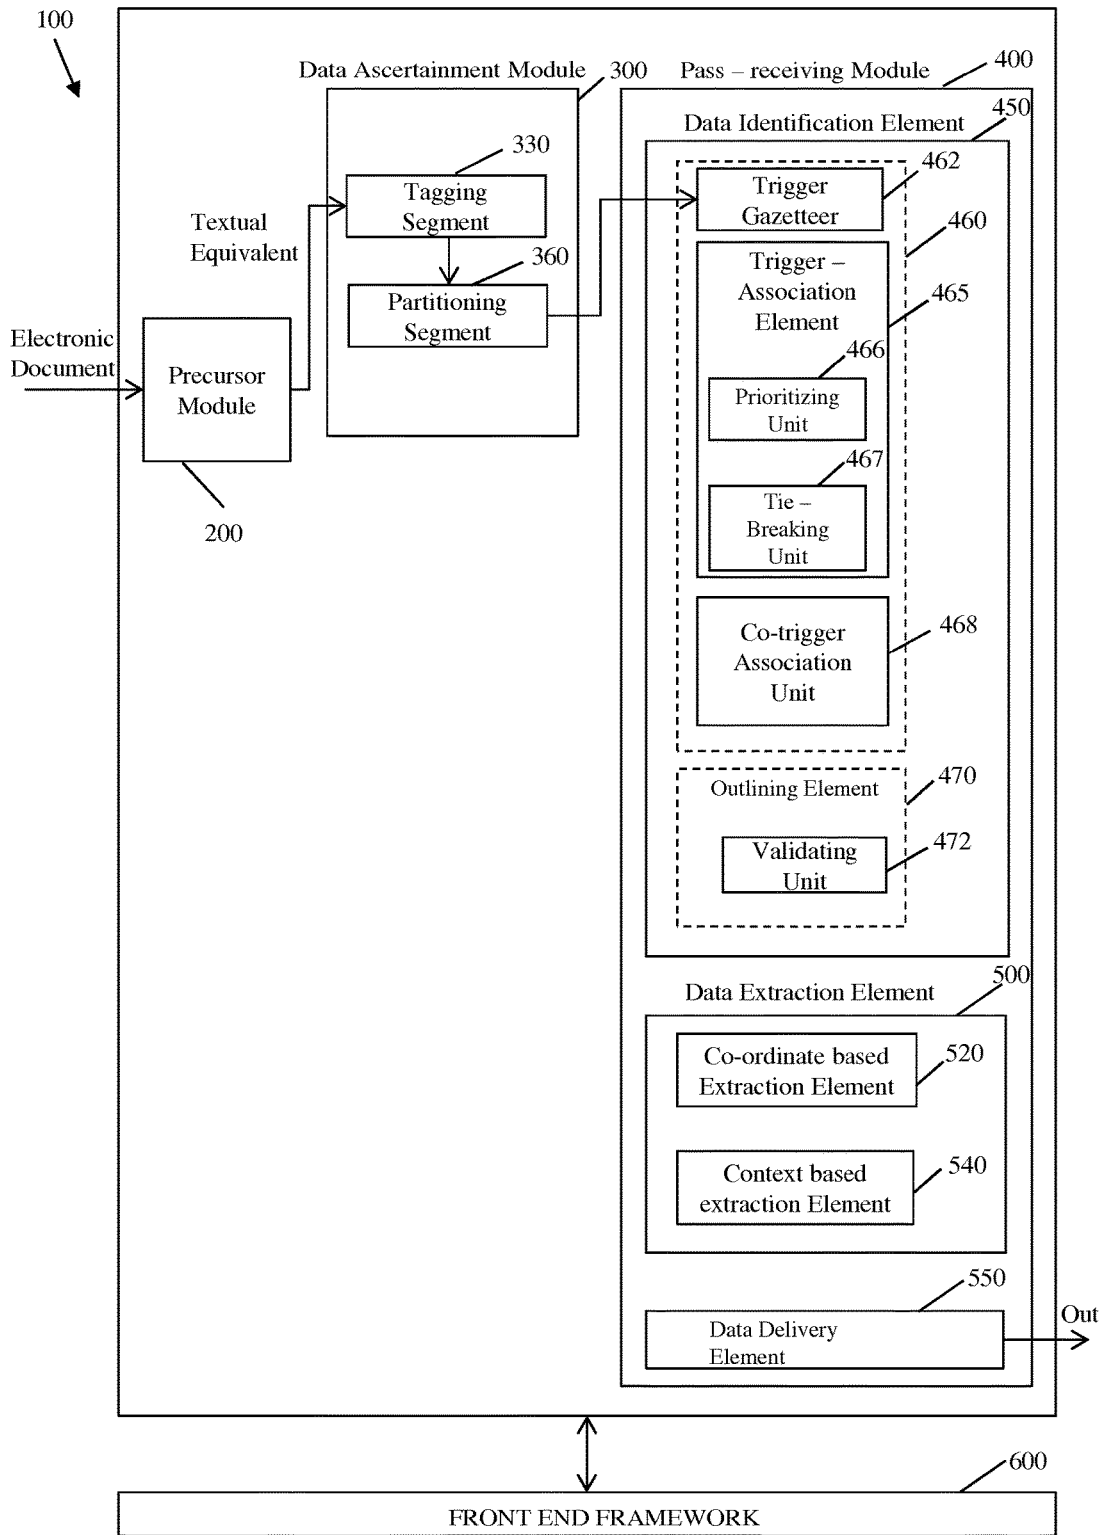 100
Data Ascertainment Module
300
Pass – receiving Module
400
450
Data Identification Element
330
462
Tagging
Segment
Trigger
Gazetteer
Textual
Equivalent
460
360
Trigger –
Association
Element
465
Partitioning
Segment
Electronic
Document
Precursor
Module
466
Prioritizing
Unit
467
200
Tie –
Breaking
Unit
468
Co-trigger
Association
Unit
470
Outlining Element
472
Validating
Unit
500
Data Extraction Element
Co-ordinate based
Extraction Element
520
Context based
extraction Element
540
550
Out
Data Delivery
Element
600
FRONT END FRAMEWORK